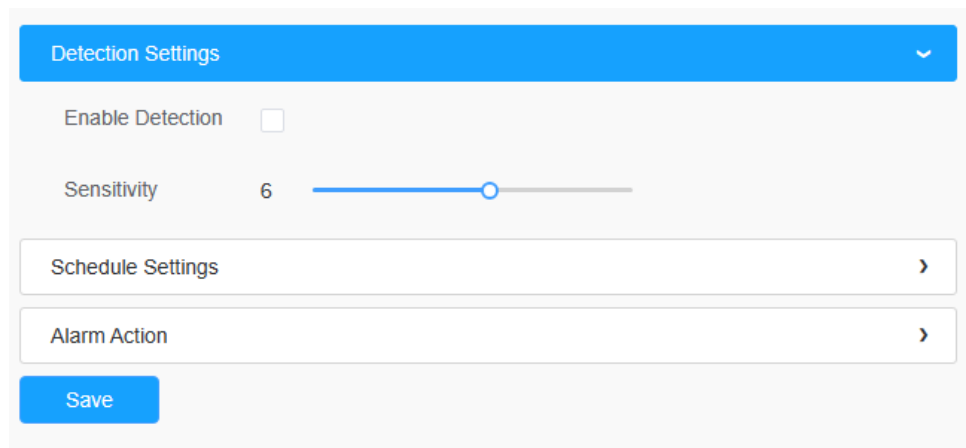 Detection Settings
Enable Detection
Sensitivity 6
Schedule Settings
Alarm Action
Save